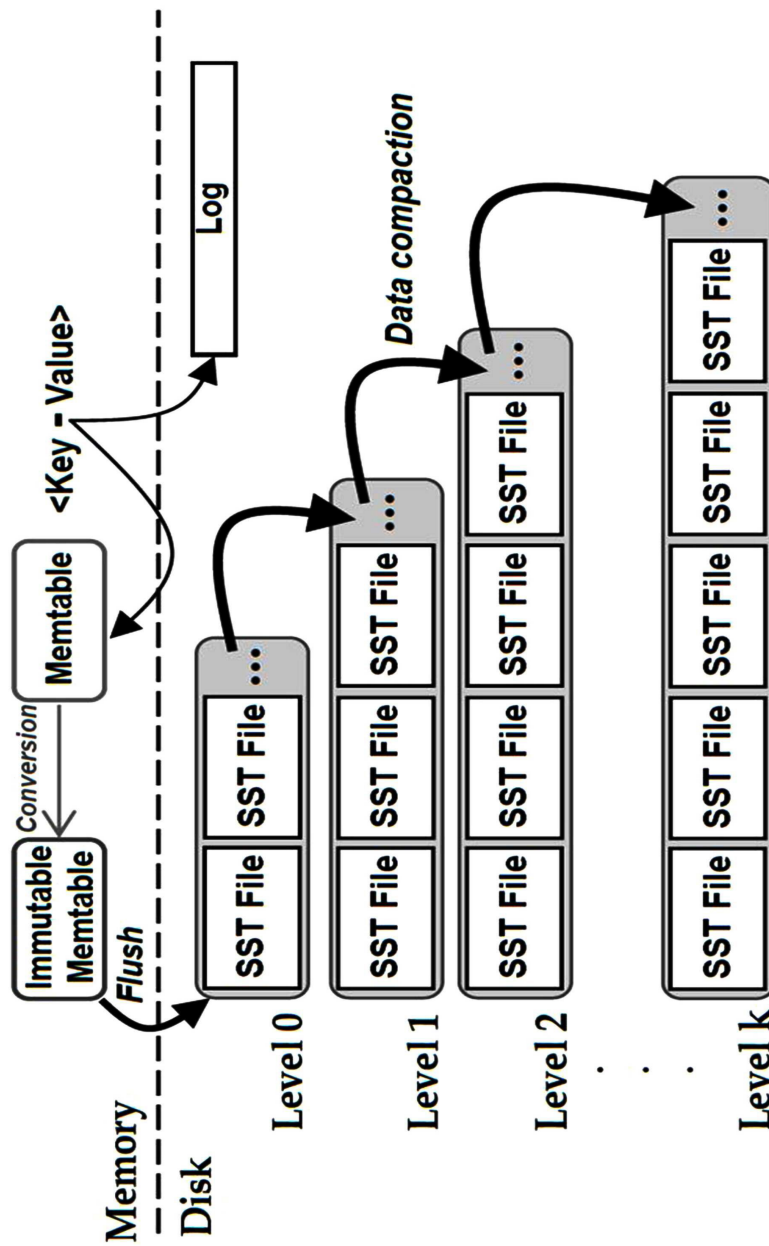 Memory
Immutable
Memtable
Conversion
Memtable
<Key - Value>
Flush
Disk
Log
Level 0
SST File
SST File
...
Level 1
SST File
SST File
SST File
...
Data compaction
Level 2
SST File
SST File
SST File
SST File
...
. . . .
Level k
SST File
SST File
SST File
SST File
SST File
...